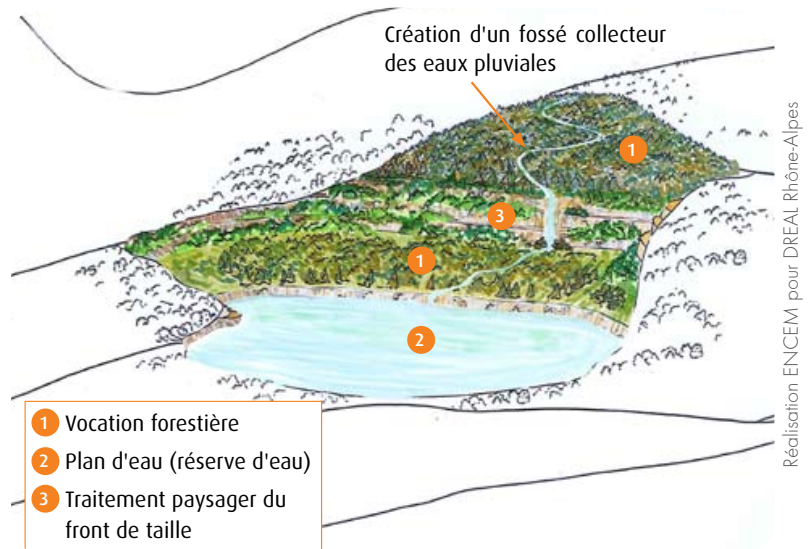 Création d'un fossé collecteur
des eaux pluviales
1
3
1
2
1 Vocation forestière
2 Plan d'eau (réserve d'eau)
3 Traitement paysager du
front de taille
Réalisation ENCEM pour DREAL Rhône-Alpes